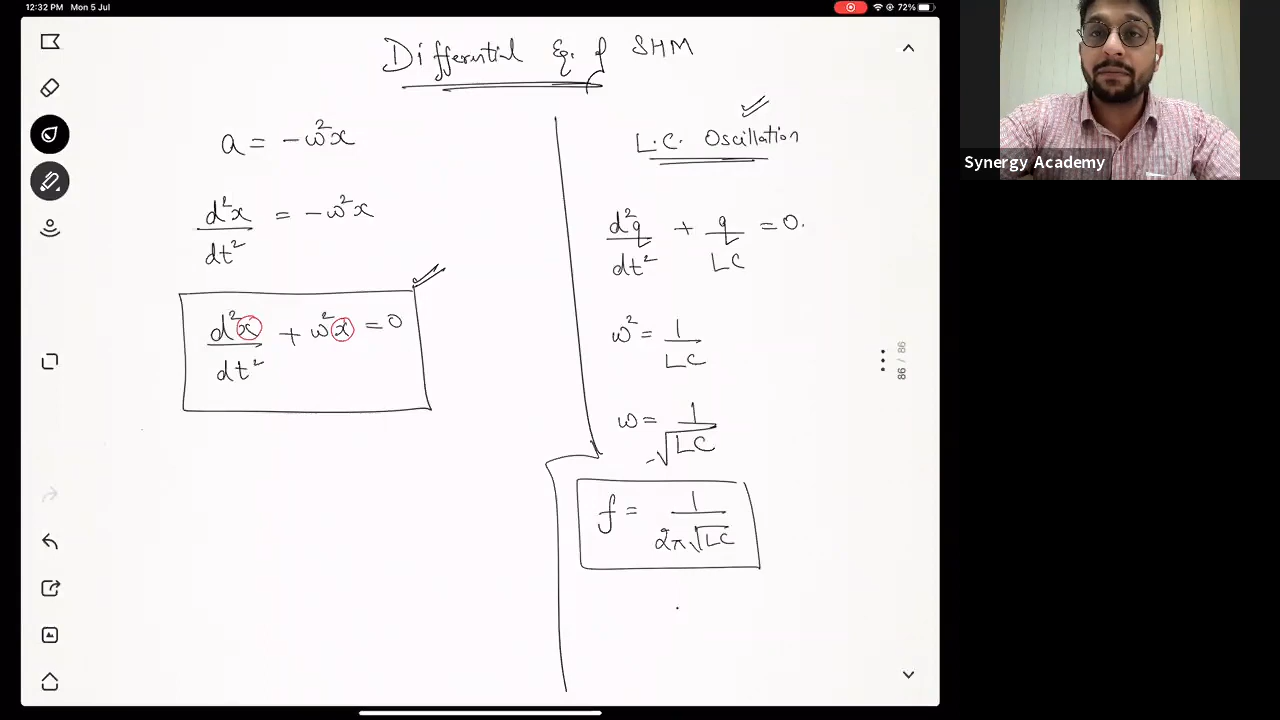 12:32 PM Mon 5 Jul
72%
Differential Eq. of SHM
a = -ω²x
d²x/dt² = -ω²x
d²x/dt² + ω²x = 0
L.C. Oscillation
d²q/dt² + q/LC = 0.
ω² = 1/LC
ω = 1/√LC
f = 1/2π√LC
86 / 86
Synergy Academy